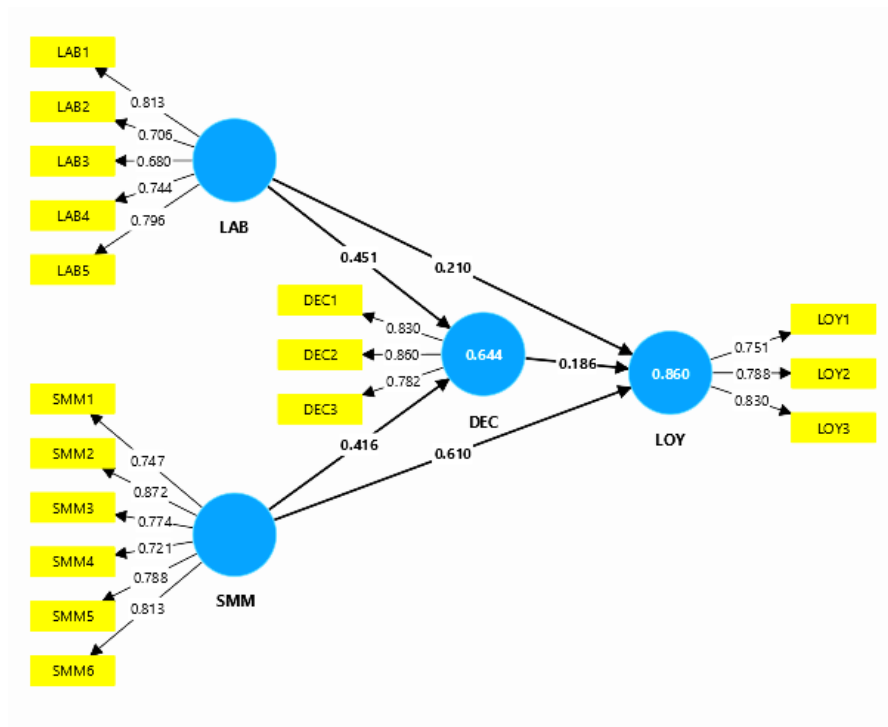 LAB1
0.813
LAB2
0.706
LAB3
0.680
LAB4
0.744
LAB5
0.796
LAB
0.451
0.210
DEC1
0.830
DEC2
0.860
DEC3
0.782
0.644
DEC
0.186
0.860
LOY
LOY1
0.751
LOY2
0.788
LOY3
0.830
0.416
0.610
SMM1
0.747
SMM2
0.872
SMM3
0.774
SMM4
0.721
SMM5
0.788
SMM6
0.813
SMM